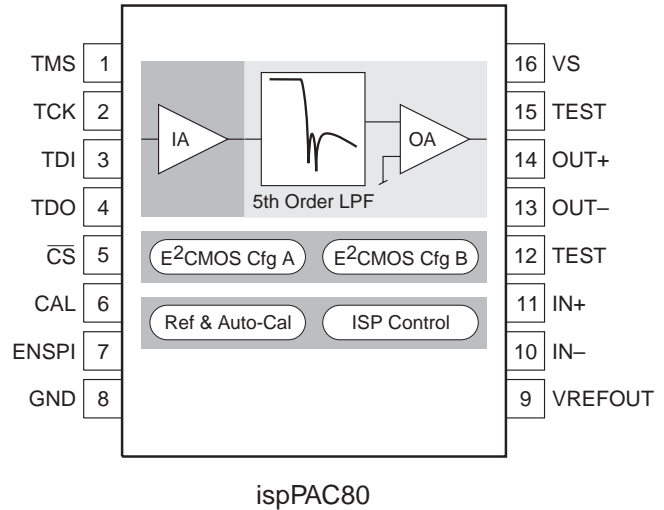 TMS 1
TCK 2
TDI 3
TDO 4
C̅S̅ 5
CAL 6
ENSPI 7
GND 8
IA
OA
5th Order LPF
E²CMOS Cfg A
E²CMOS Cfg B
Ref & Auto-Cal
ISP Control
16 VS
15 TEST
14 OUT+
13 OUT–
12 TEST
11 IN+
10 IN–
9 VREFOUT
ispPAC80